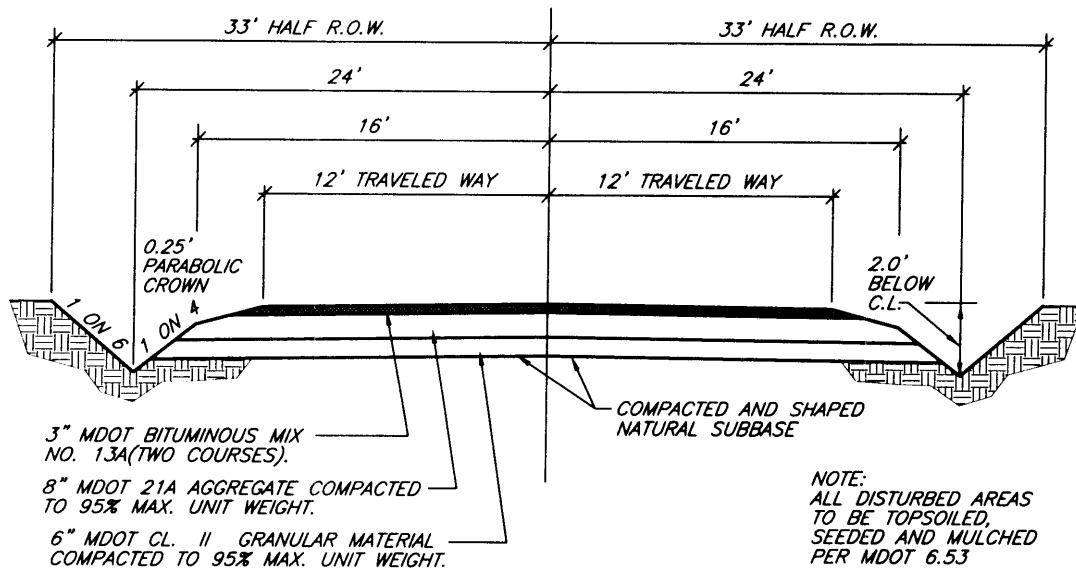 33' HALF R.O.W.
33' HALF R.O.W.
24'
24'
16'
16'
12' TRAVELED WAY
12' TRAVELED WAY
0.25'
PARABOLIC
CROWN
2.0'
BELOW
C.L.
1 ON 6
1 ON 4
COMPACTED AND SHAPED
NATURAL SUBBASE
3" MDOT BITUMINOUS MIX
NO. 13A(TWO COURSES).
8" MDOT 21A AGGREGATE COMPACTED
TO 95% MAX. UNIT WEIGHT.
6" MDOT CL. II GRANULAR MATERIAL
COMPACTED TO 95% MAX. UNIT WEIGHT.
NOTE:
ALL DISTURBED AREAS
TO BE TOPSOILED,
SEEDED AND MULCHED
PER MDOT 6.53